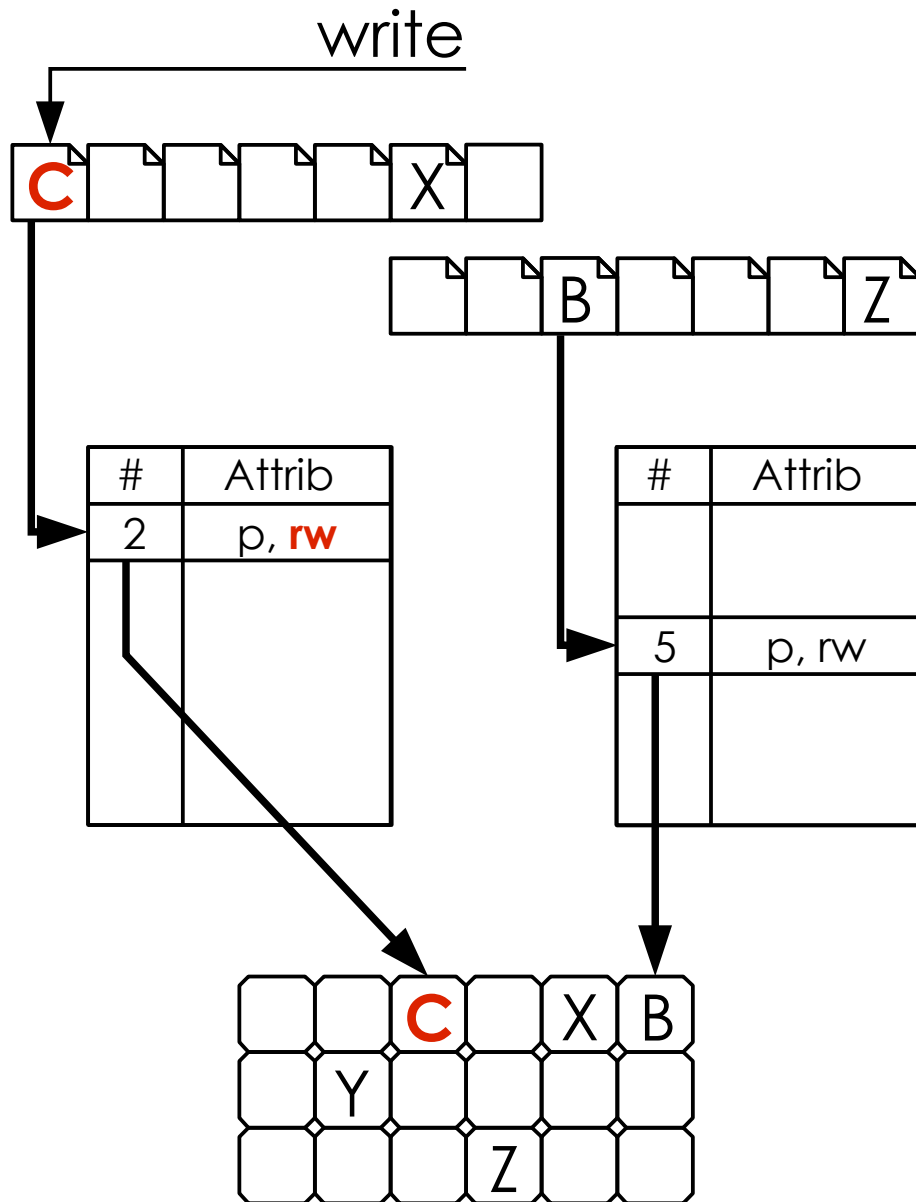 write
C X
B Z
# Attrib
2 p, rw
# Attrib
5 p, rw
C X B
Y
Z